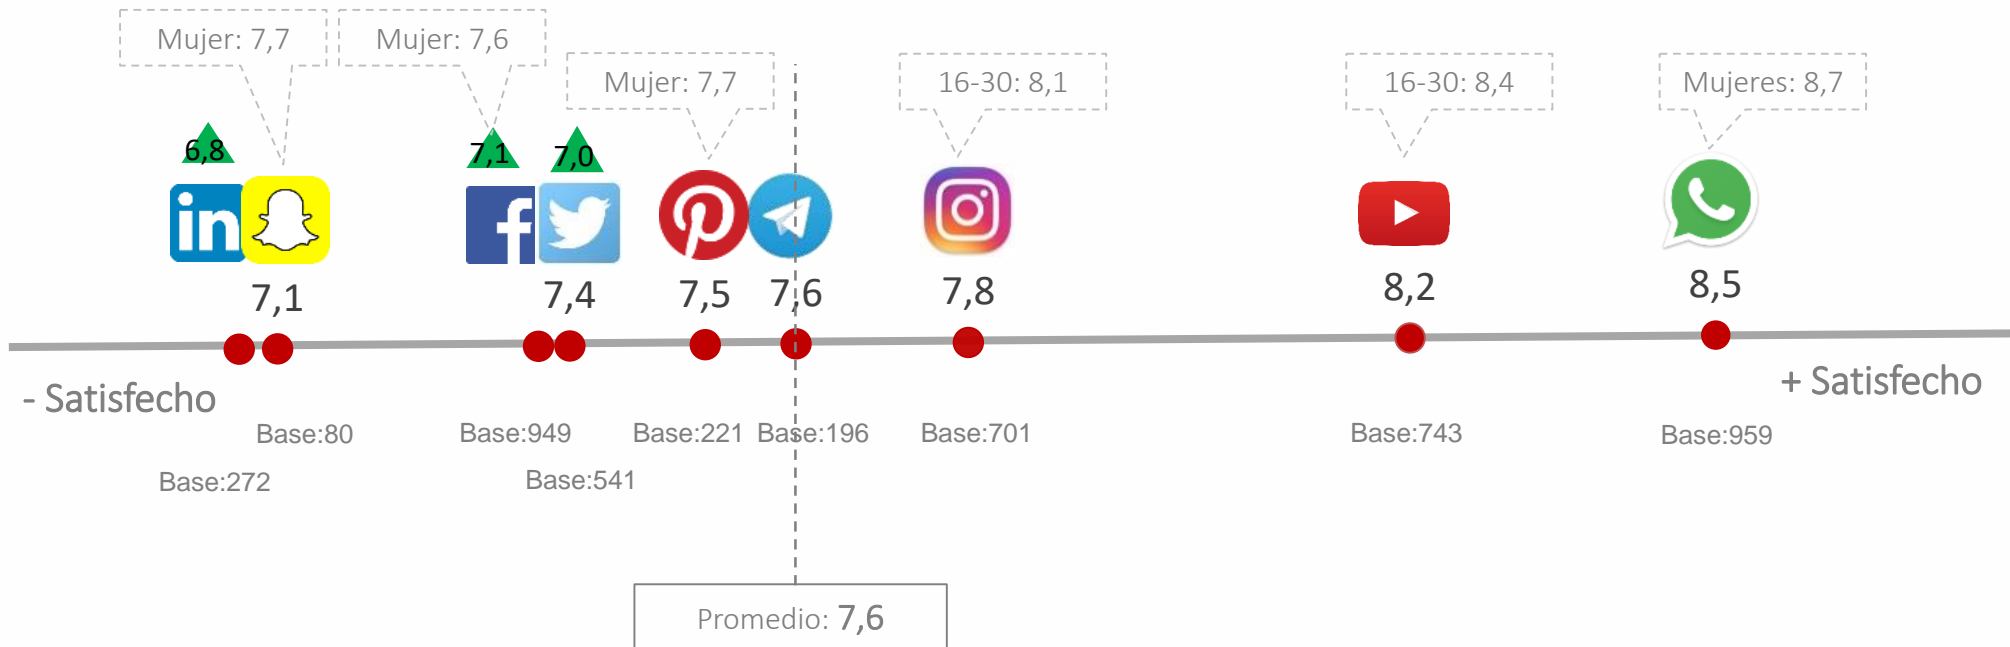 Mujer: 7,7
Mujer: 7,6
Mujer: 7,7
16-30: 8,1
16-30: 8,4
Mujeres: 8,7
6,8
7,1
7,0
in
7,1
7,4
7,5
7,6
7,8
8,2
8,5
- Satisfecho
+ Satisfecho
Base:80
Base:949
Base:221
Base:196
Base:701
Base:743
Base:959
Base:272
Base:541
Promedio: 7,6